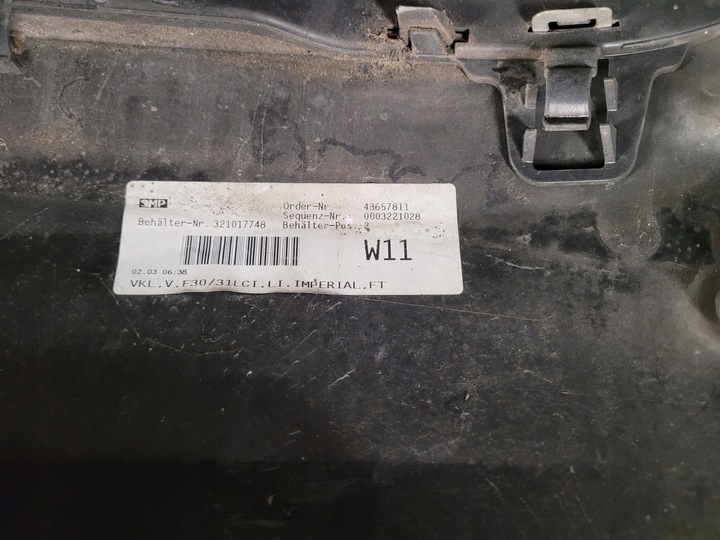 SMP
Order-Nr. 43657811
Sequenz-Nr. 0003221028
Behälter-Nr. 321017748 Behälter-Pos. 2
W11
02.03 06:38
VKL.V.F30/31LCI.LI.IMPERIAL.FT